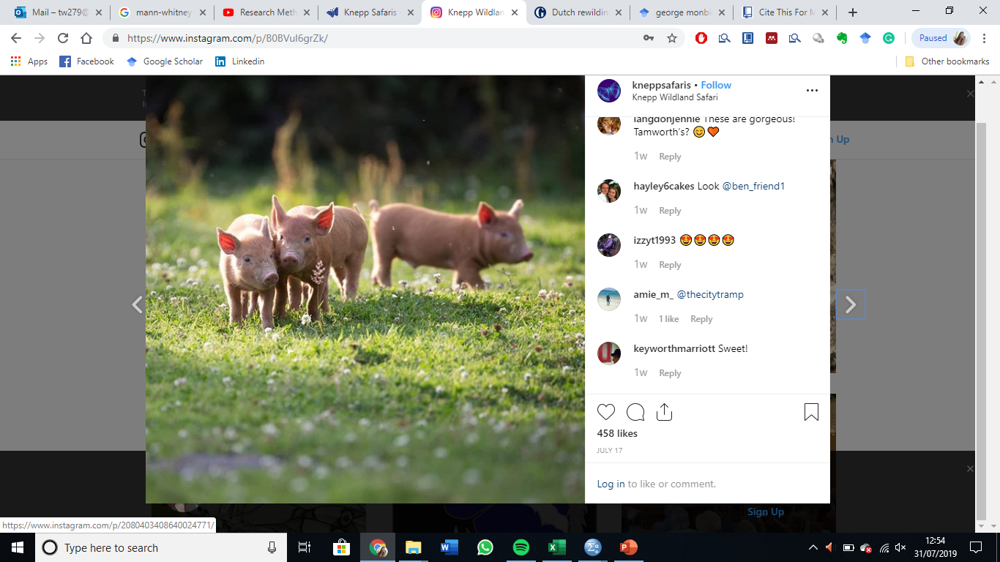 Mail – tw279@
mann-whitney
Research Meth
Knepp Safaris
Knepp Wildlan
Dutch rewildin
george monbi
Cite This For M
https://www.instagram.com/p/B0BVul6grZk/
Paused
Apps
Facebook
Google Scholar
Linkedin
Other bookmarks
kneppsafaris • Follow
Knepp Wildland Safari
langdonjennie These are gorgeous!
Tamworth's? 😊🧡
1w Reply
n Up
hayley6cakes Look @ben_friend1
1w Reply
izzyt1993 😍😍😍😍
1w Reply
amie_m_ @thecitytramp
1w 1 like Reply
keyworthmarriott Sweet!
1w Reply
458 likes
JULY 17
Log in to like or comment.
Sign Up
https://www.instagram.com/p/2080403408640024771/
Type here to search
12:54
31/07/2019